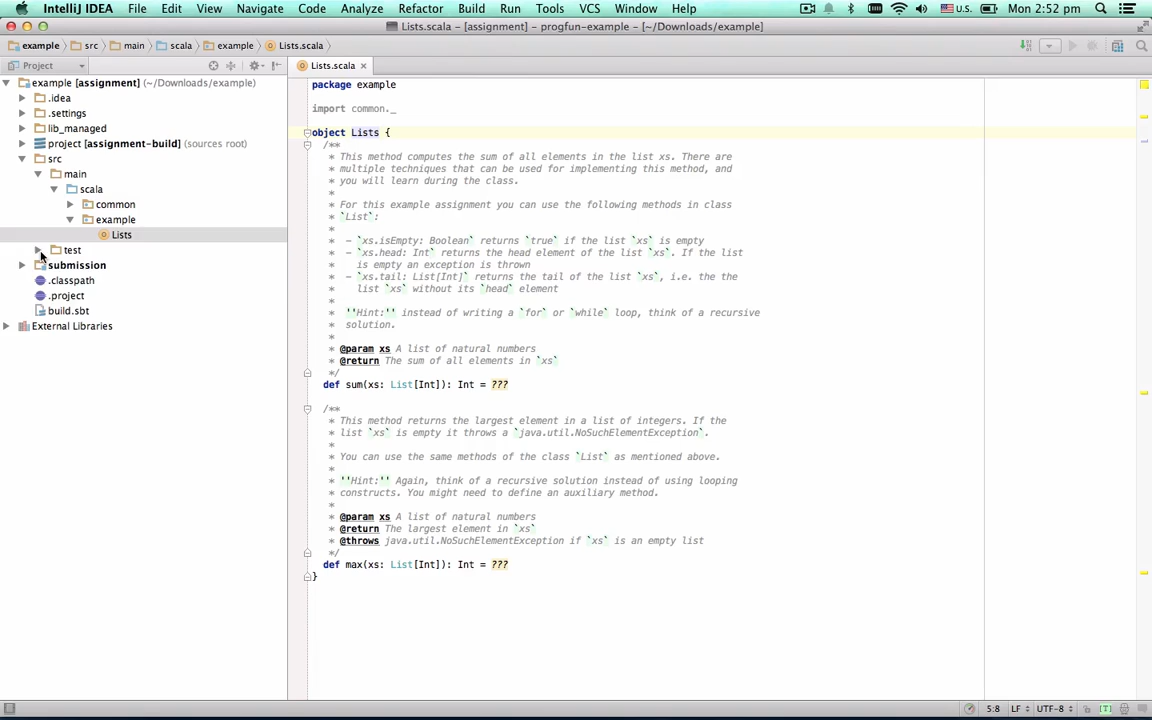 IntelliJ IDEA File Edit View Navigate Code Analyze Refactor Build Run Tools VCS Window Help U.S. Mon 2:52 pm
Lists.scala - [assignment] - progfun-example - [~/Downloads/example]
example src main scala example Lists.scala
Project
Lists.scala
example [assignment] (~/Downloads/example)
.idea
.settings
lib_managed
project [assignment-build] (sources root)
src
main
scala
common
example
Lists
test
submission
.classpath
.project
build.sbt
External Libraries
package example
import common._
object Lists {
/**
* This method computes the sum of all elements in the list xs. There are
* multiple techniques that can be used for implementing this method, and
* you will learn during the class.
*
* For this example assignment you can use the following methods in class
* `List`:
*
* - `xs.isEmpty: Boolean` returns `true` if the list `xs` is empty
* - `xs.head: Int` returns the head element of the list `xs`. If the list
* is empty an exception is thrown
* - `xs.tail: List[Int]` returns the tail of the list `xs`, i.e. the the
* list `xs` without its `head` element
*
* ''Hint:'' instead of writing a `for` or `while` loop, think of a recursive
* solution.
*
* @param xs A list of natural numbers
* @return The sum of all elements in `xs`
*/
def sum(xs: List[Int]): Int = ???
/**
* This method returns the largest element in a list of integers. If the
* list `xs` is empty it throws a `java.util.NoSuchElementException`.
*
* You can use the same methods of the class `List` as mentioned above.
*
* ''Hint:'' Again, think of a recursive solution instead of using looping
* constructs. You might need to define an auxiliary method.
*
* @param xs A list of natural numbers
* @return The largest element in `xs`
* @throws java.util.NoSuchElementException if `xs` is an empty list
*/
def max(xs: List[Int]): Int = ???
}
5:8 LF UTF-8 [T]